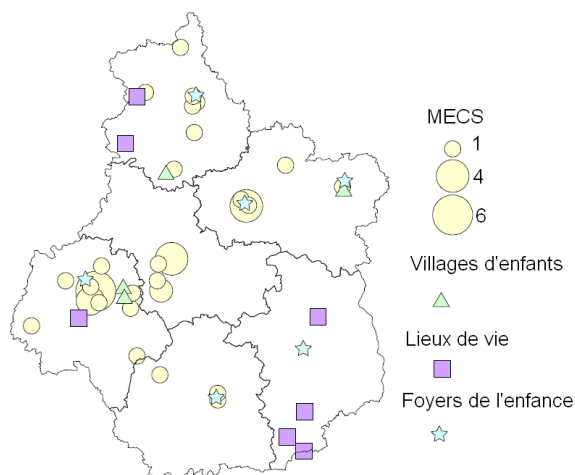 MECS
1
4
6
Villages d'enfants
Lieux de vie
Foyers de l'enfance